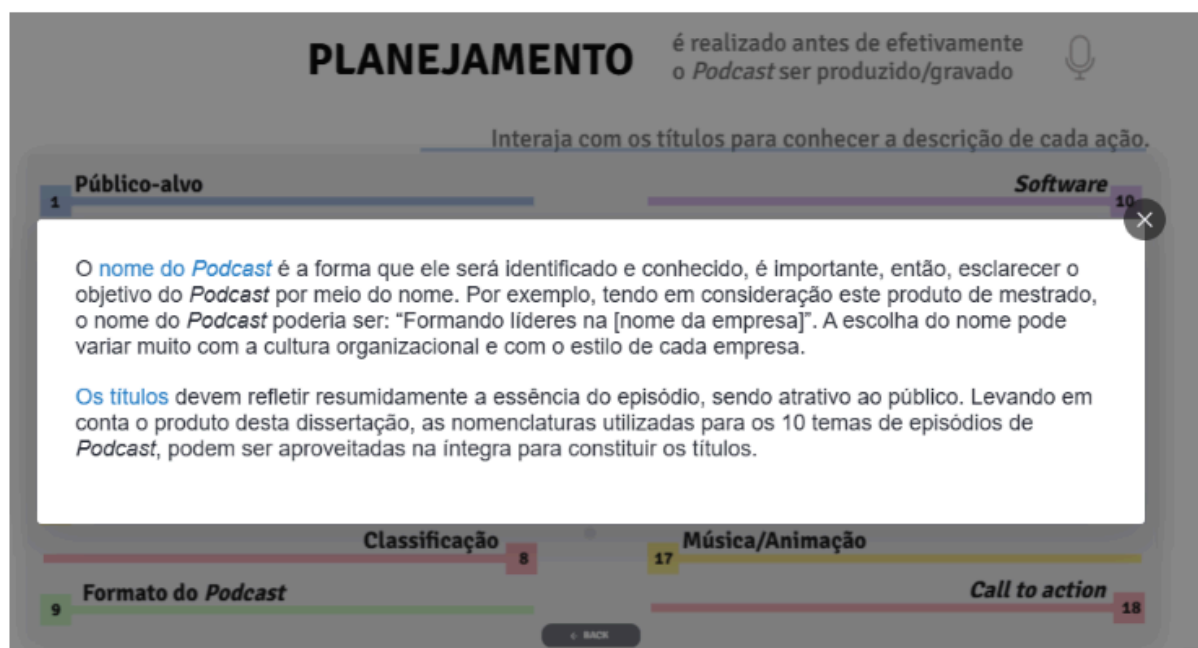 PLANEJAMENTO
é realizado antes de efetivamente
o Podcast ser produzido/gravado
Interaja com os títulos para conhecer a descrição de cada ação.
1 Público-alvo
Software 10
O nome do Podcast é a forma que ele será identificado e conhecido, é importante, então, esclarecer o
objetivo do Podcast por meio do nome. Por exemplo, tendo em consideração este produto de mestrado,
o nome do Podcast poderia ser: “Formando líderes na [nome da empresa]”. A escolha do nome pode
variar muito com a cultura organizacional e com o estilo de cada empresa.
Os títulos devem refletir resumidamente a essência do episódio, sendo atrativo ao público. Levando em
conta o produto desta dissertação, as nomenclaturas utilizadas para os 10 temas de episódios de
Podcast, podem ser aproveitadas na íntegra para constituir os títulos.
Classificação 8
17 Música/Animação
9 Formato do Podcast
Call to action 18
BACK